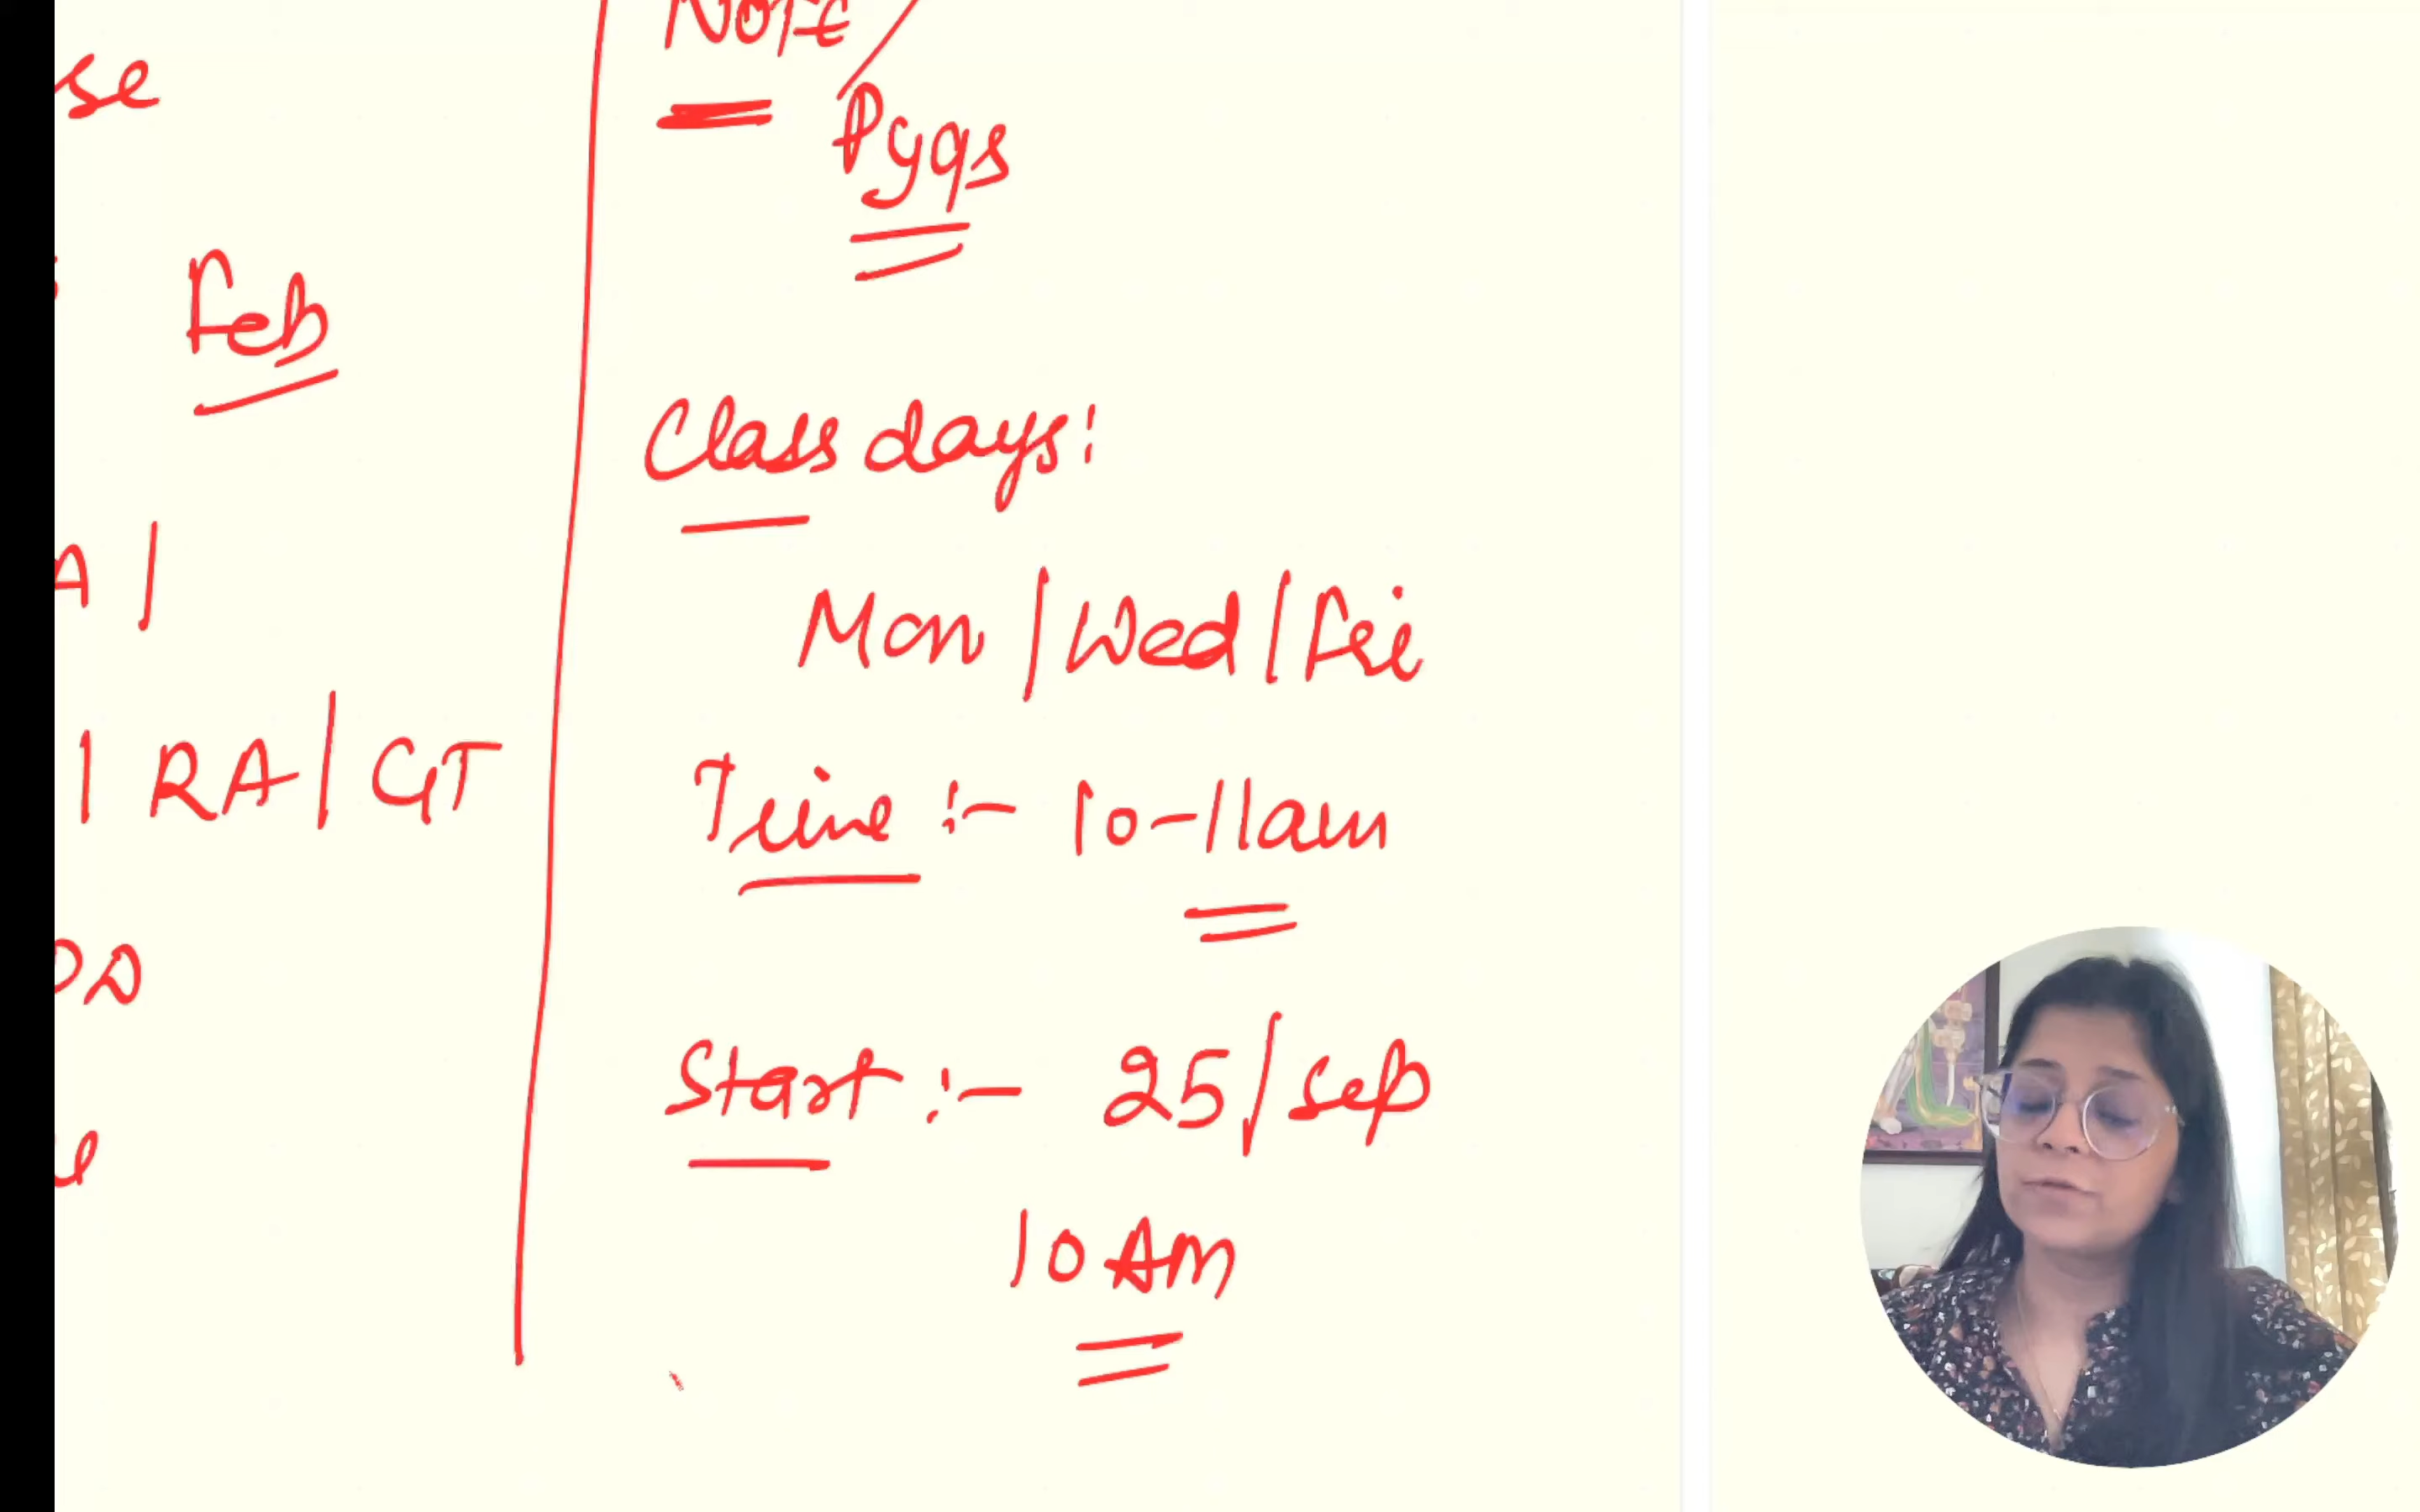 se
Feb
A |
| RA | GT
Note /
Pyqs
Class days:
Mon | Wed | Fri
Time :- 10-11am
Start :- 25/Sep
10 AM